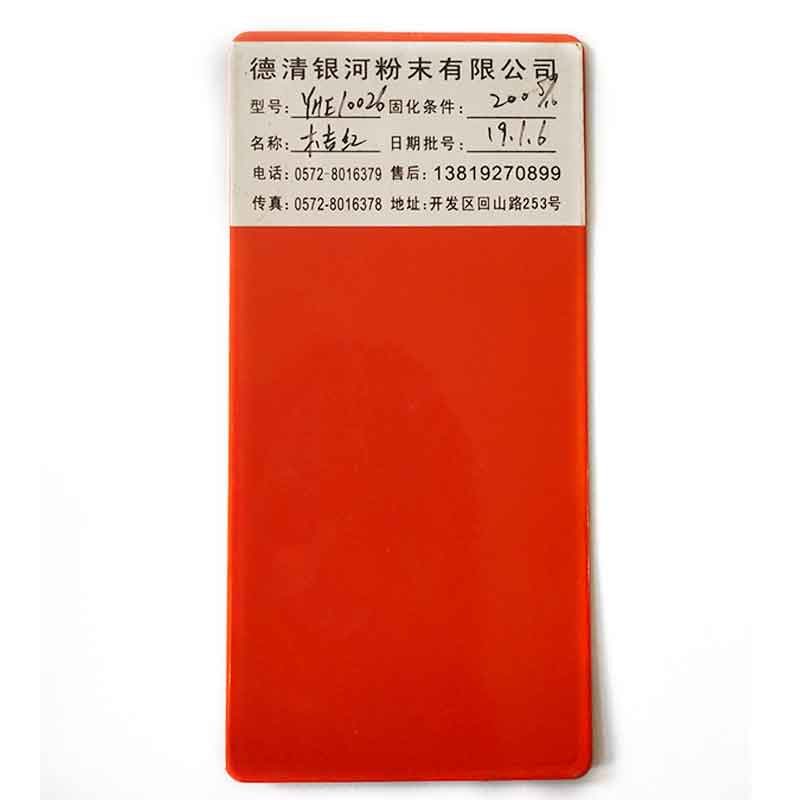 德清银河粉末有限公司
型号: YHE10026 固化条件: 200 5%
名称: 桔红 日期批号: 19.1.6
电话: 0572-8016379 售后: 13819270899
传真: 0572-8016378 地址: 开发区回山路253号